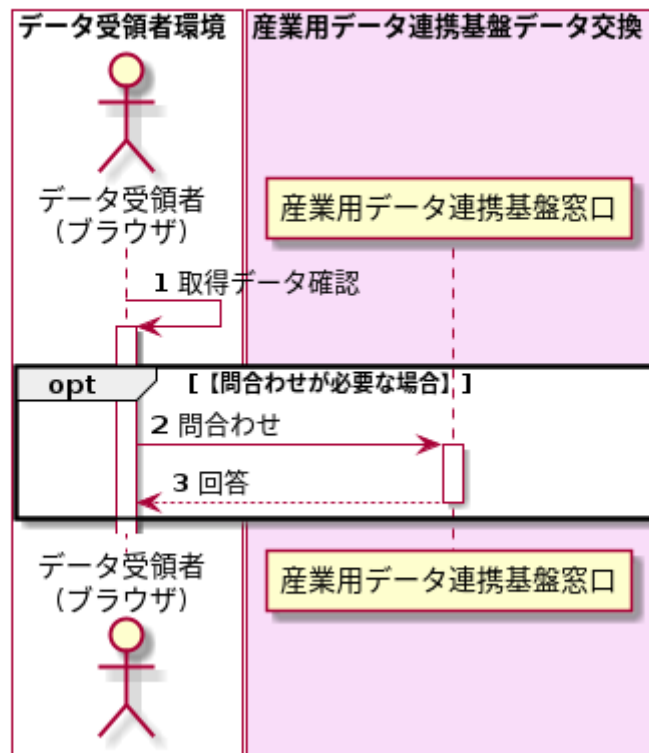 データ受領者環境
産業用データ連携基盤データ交換
データ受領者
（ブラウザ）
産業用データ連携基盤窓口
1 取得データ確認
opt
[【問合わせが必要な場合】]
2 問合わせ
3 回答
データ受領者
（ブラウザ）
産業用データ連携基盤窓口